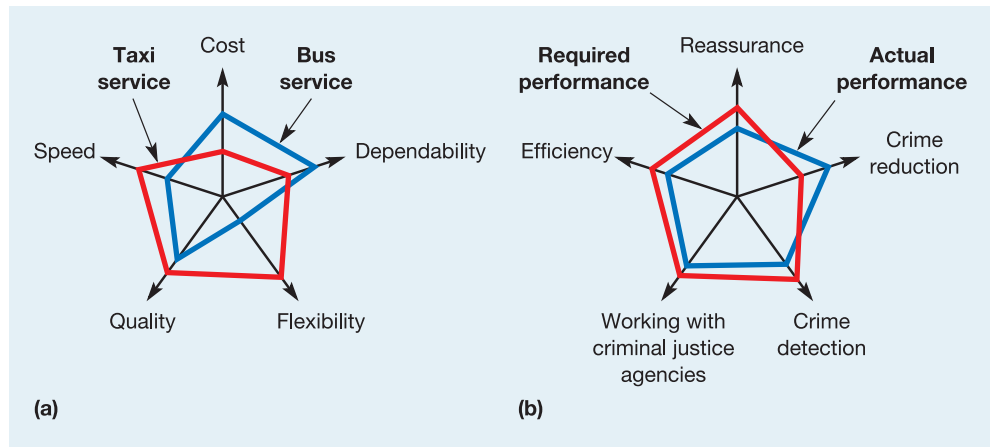 Cost
Taxi
service
Bus
service
Speed
Dependability
Quality
Flexibility
(a)
Reassurance
Required
performance
Actual
performance
Efficiency
Crime
reduction
Working with
criminal justice
agencies
Crime
detection
(b)